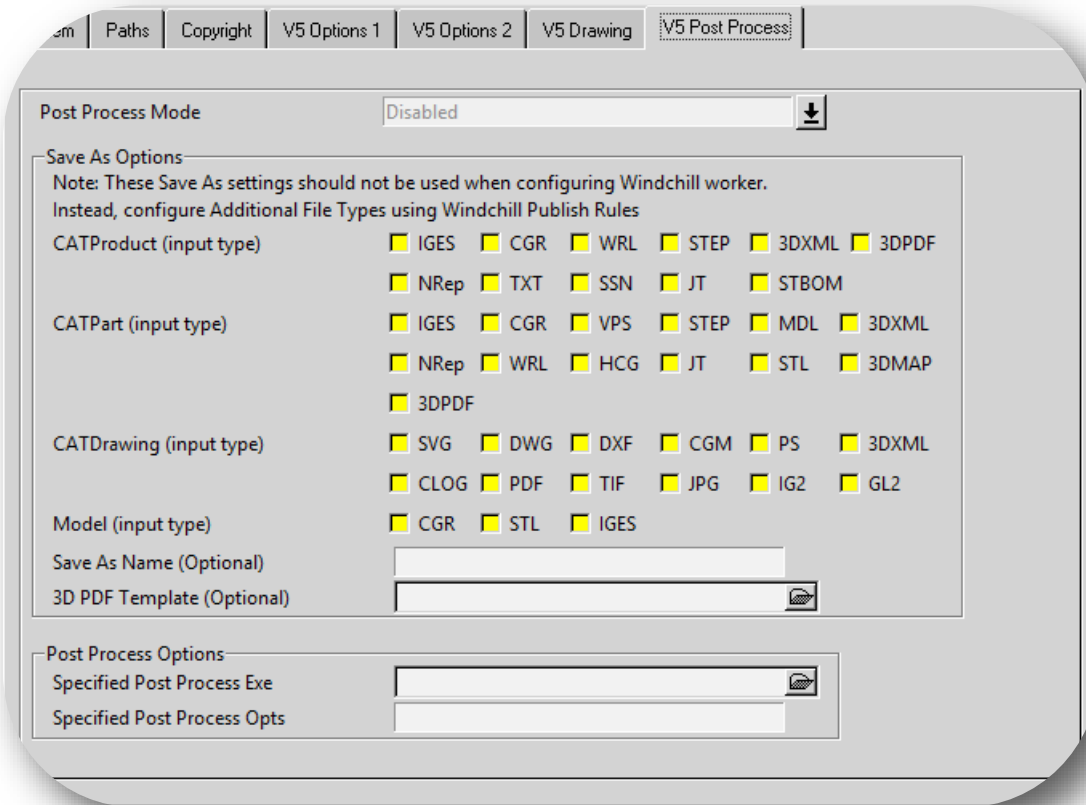 Paths Copyright V5 Options 1 V5 Options 2 V5 Drawing V5 Post Process
Post Process Mode Disabled
Save As Options
Note: These Save As settings should not be used when configuring Windchill worker.
Instead, configure Additional File Types using Windchill Publish Rules
CATProduct (input type) IGES CGR WRL STEP 3DXML 3DPDF
NRep TXT SSN JT STBOM
CATPart (input type) IGES CGR VPS STEP MDL 3DXML
NRep WRL HCG JT STL 3DMAP
3DPDF
CATDrawing (input type) SVG DWG DXF CGM PS 3DXML
CLOG PDF TIF JPG IG2 GL2
Model (input type) CGR STL IGES
Save As Name (Optional)
3D PDF Template (Optional)
Post Process Options
Specified Post Process Exe
Specified Post Process Opts